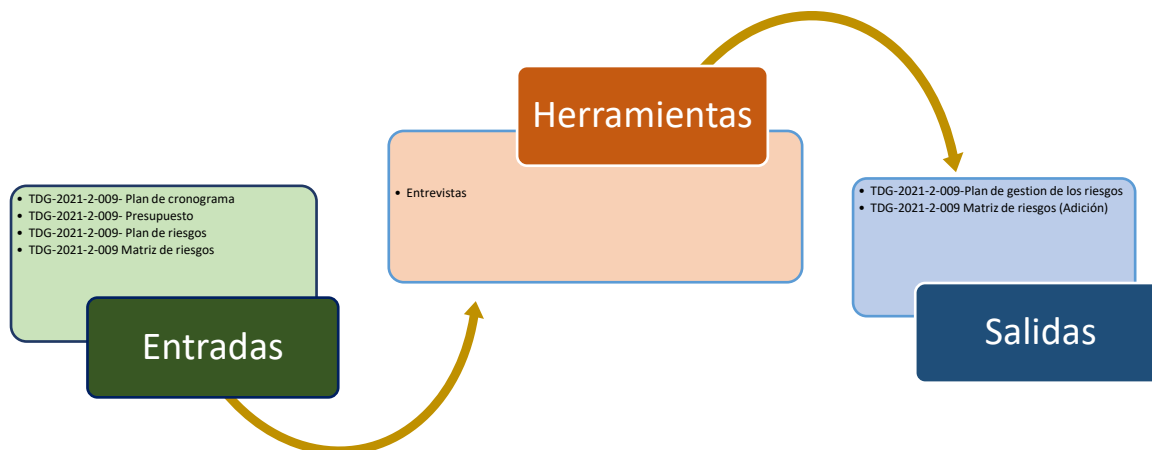 • TDG-2021-2-009- Plan de cronograma
• TDG-2021-2-009- Presupuesto
• TDG-2021-2-009- Plan de riesgos
• TDG-2021-2-009 Matriz de riesgos
Entradas
Herramientas
• Entrevistas
• TDG-2021-2-009-Plan de gestion de los riesgos
• TDG-2021-2-009 Matriz de riesgos (Adición)
Salidas